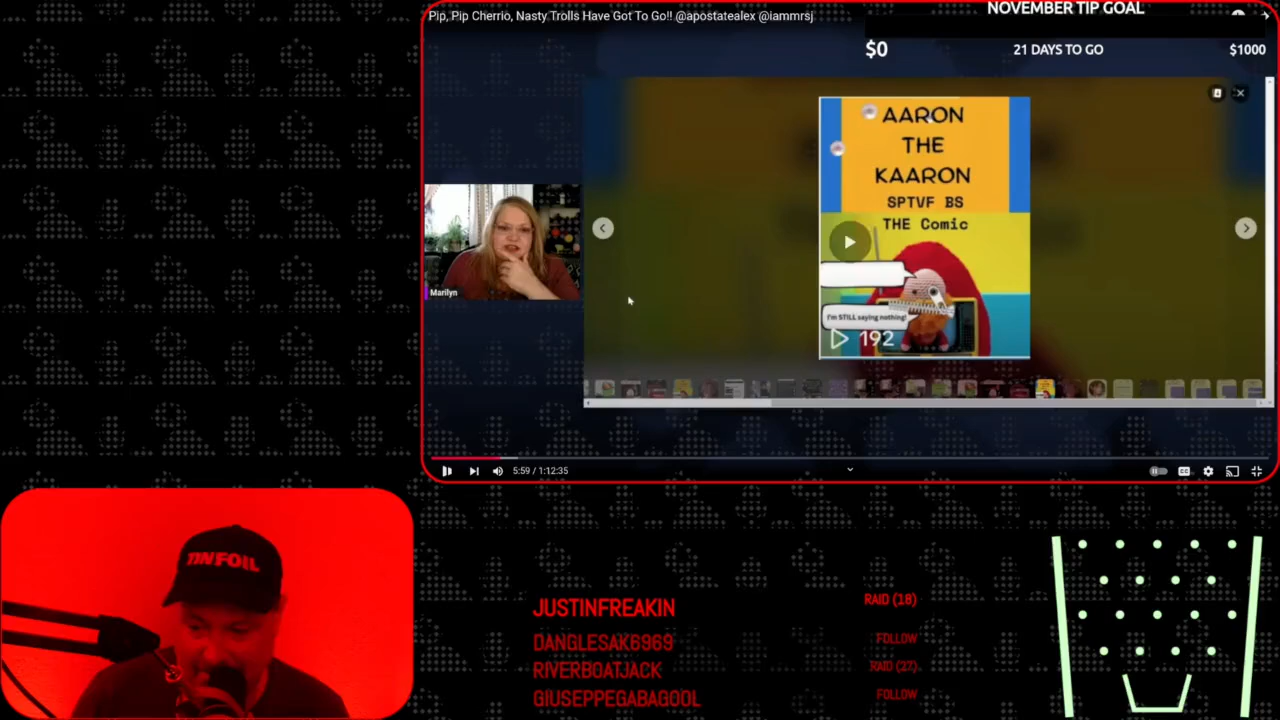 Pip, Pip Cherrio, Nasty Trolls Have Got To Go!! @apostatealex @iammrsj
NOVEMBER TIP GOAL
$0
21 DAYS TO GO
$1000
AARON
THE
KAARON
SPTVF BS
THE Comic
I'm STILL saying nothing!
192
Marilyn
5:59 / 1:12:35
CC
TINFOIL
JUSTINFREAKIN
RAID (18)
DANGLESAK6969
FOLLOW
RIVERBOATJACK
RAID (27)
GIUSEPPEGABAGOOL
FOLLOW